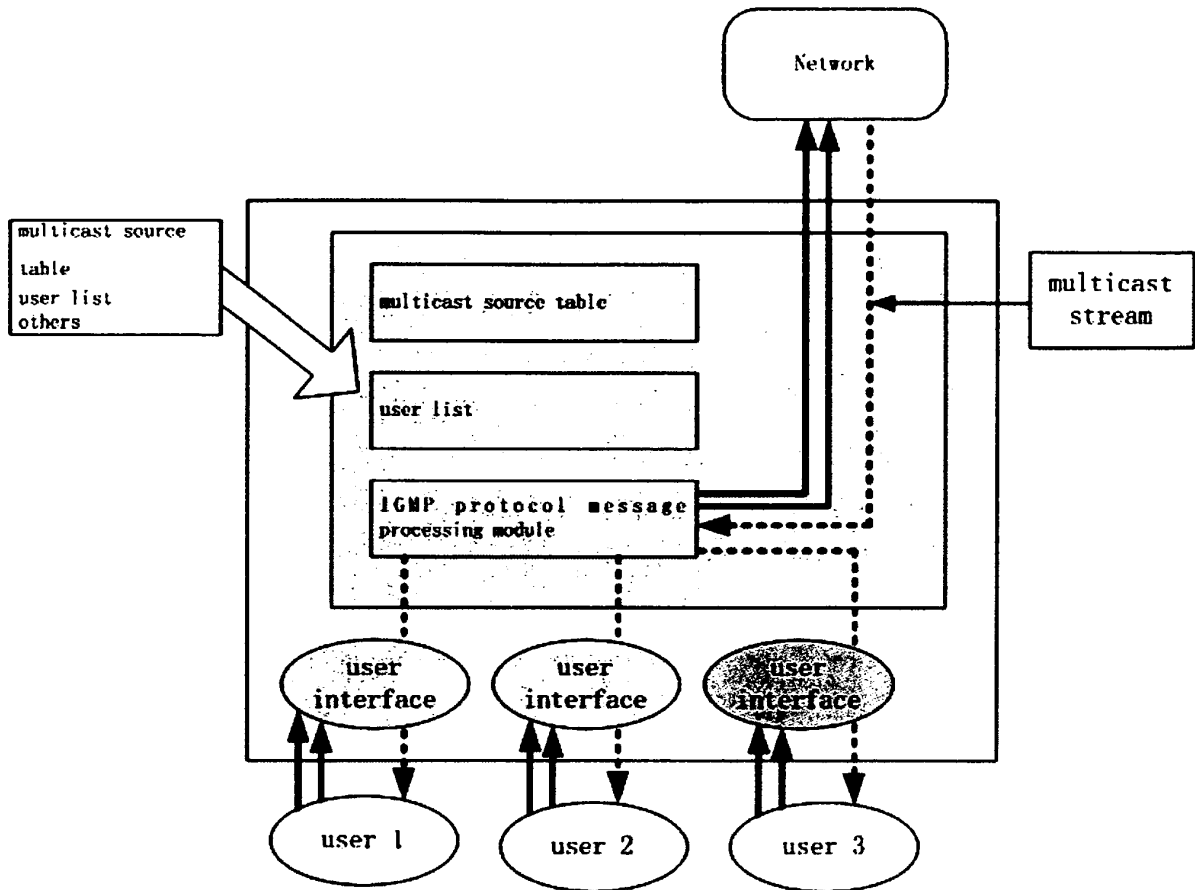 Network
multicast source
table
user list
others
multicast source table
multicast
stream
user list
IGMP protocol message
processing module
user
interface
user
interface
user
interface
user 1
user 2
user 3